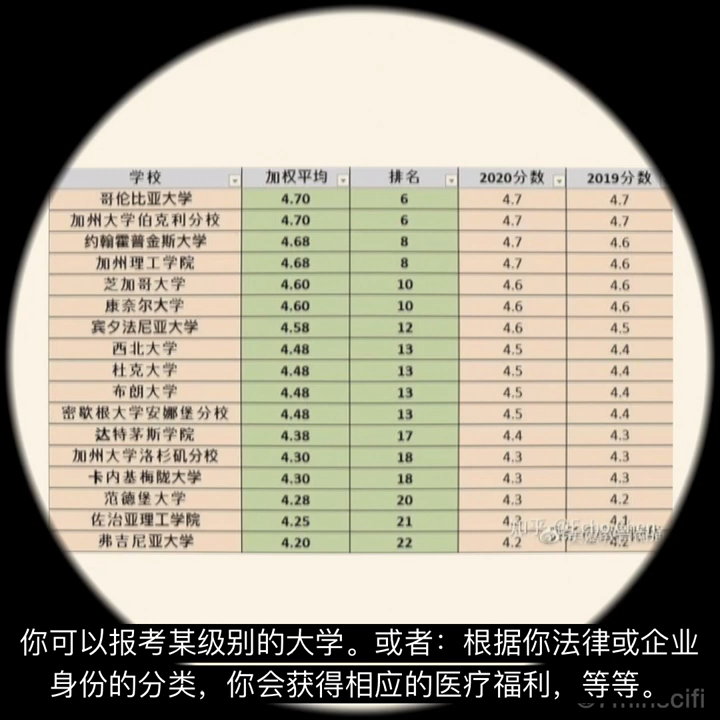 学校 加权平均 排名 2020分数 2019分数
哥伦比亚大学 4.70 6 4.7 4.7
加州大学伯克利分校 4.70 6 4.7 4.7
约翰霍普金斯大学 4.68 8 4.7 4.6
加州理工学院 4.68 8 4.7 4.6
芝加哥大学 4.60 10 4.6 4.6
康奈尔大学 4.60 10 4.6 4.6
宾夕法尼亚大学 4.58 12 4.6 4.5
西北大学 4.48 13 4.5 4.4
杜克大学 4.48 13 4.5 4.4
布朗大学 4.48 13 4.5 4.4
密歇根大学安娜堡分校 4.48 13 4.5 4.4
达特茅斯学院 4.38 17 4.4 4.3
加州大学洛杉矶分校 4.30 18 4.3 4.3
卡内基梅陇大学 4.30 18 4.3 4.3
范德堡大学 4.28 20 4.3 4.2
佐治亚理工学院 4.25 21 4.3 4.1
弗吉尼亚大学 4.20 22 4.2 4.2
你可以报考某级别的大学。或者：根据你法律或企业
身份的分类，你会获得相应的医疗福利，等等。